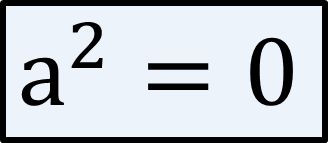 a² = 0